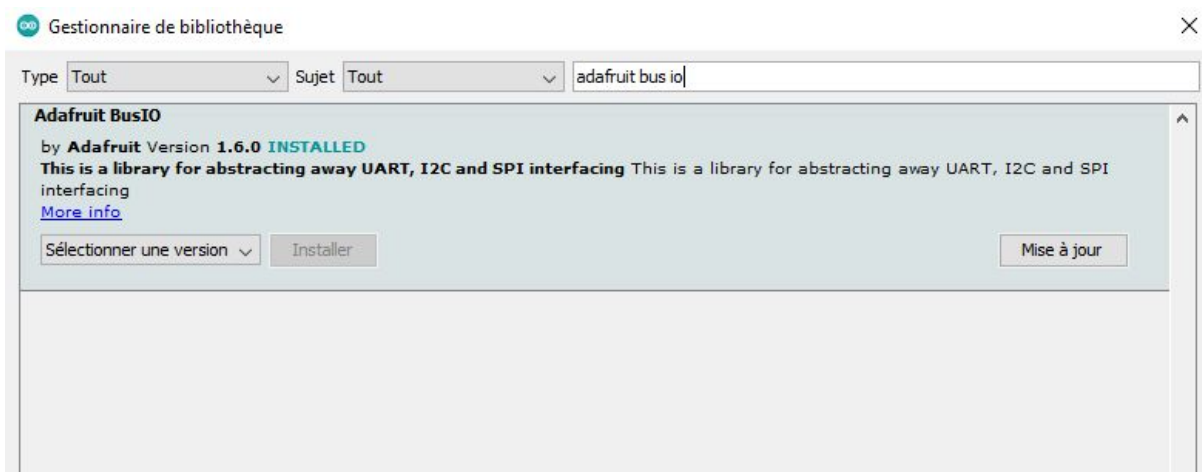 Gestionnaire de bibliothèque
Type Tout Sujet Tout adafruit bus io
Adafruit BusIO
by Adafruit Version 1.6.0 INSTALLED
This is a library for abstracting away UART, I2C and SPI interfacing This is a library for abstracting away UART, I2C and SPI
interfacing
More info
Sélectionner une version Installer Mise à jour